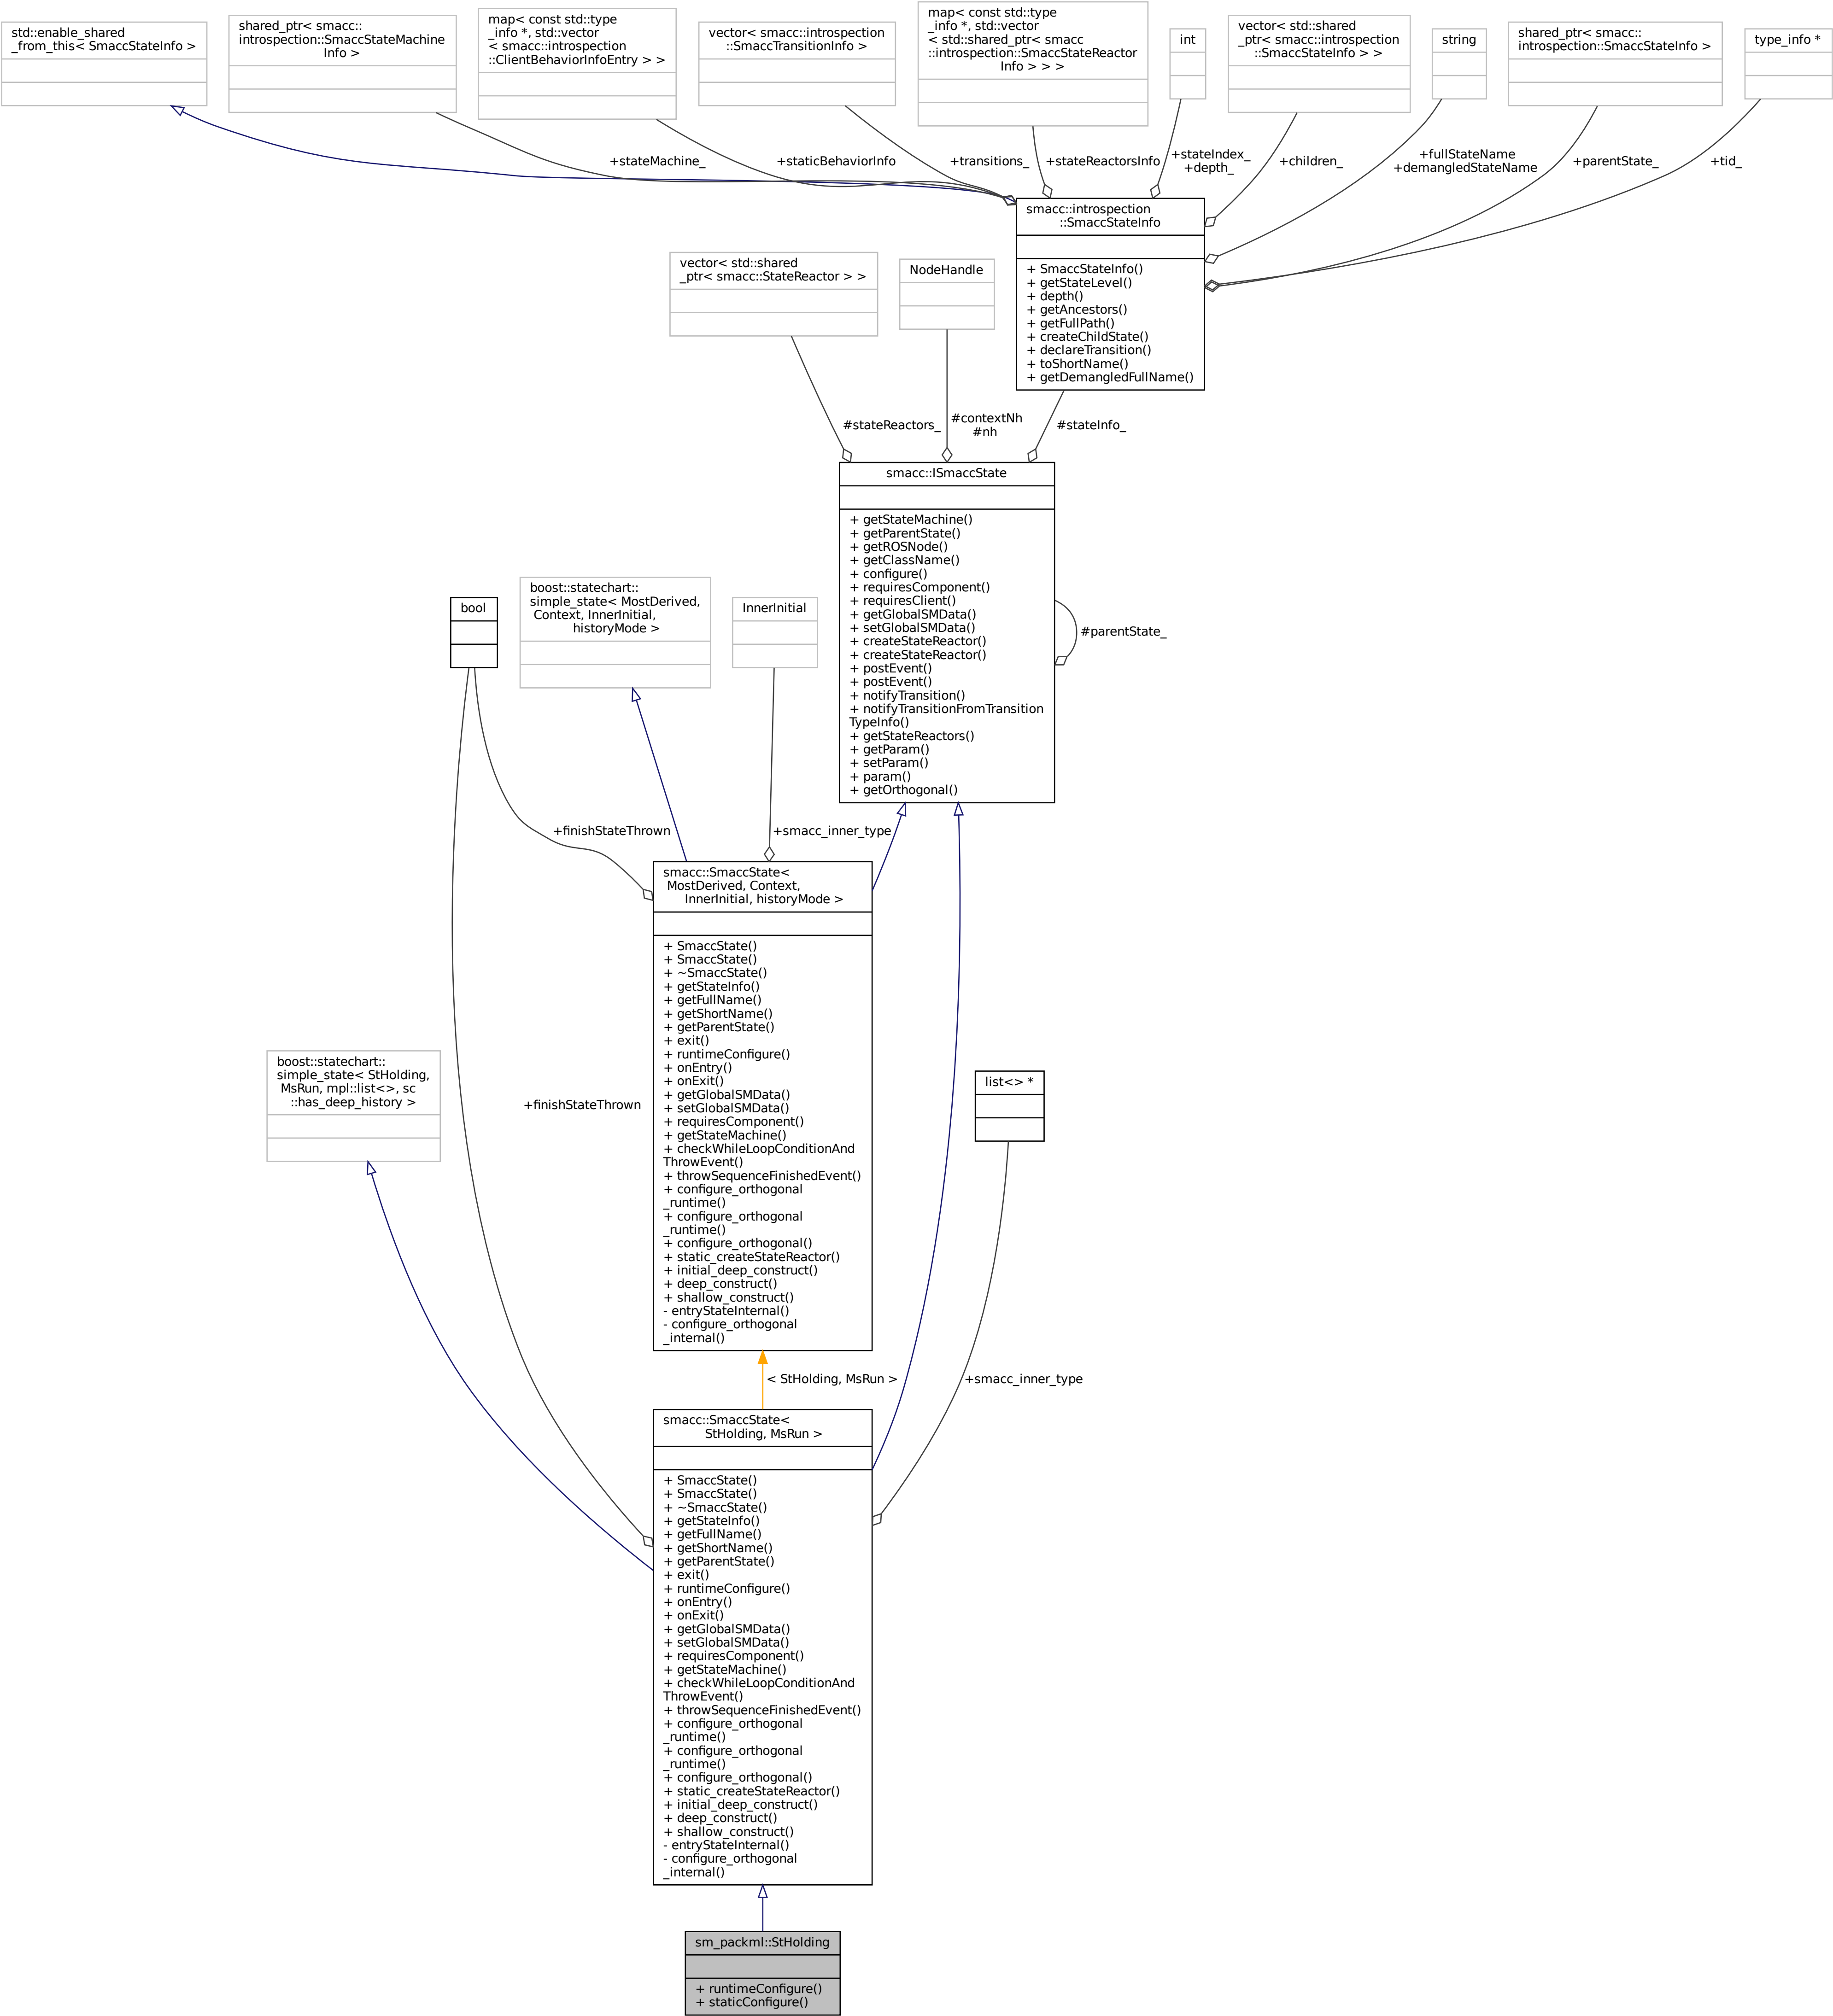 std::enable_shared
_from_this< SmaccStateInfo >
shared_ptr< smacc::
introspection::SmaccStateMachine
Info >
map< const std::type
_info *, std::vector
< smacc::introspection
::ClientBehaviorInfoEntry > >
vector< smacc::introspection
::SmaccTransitionInfo >
map< const std::type
_info *, std::vector
< std::shared_ptr< smacc
::introspection::SmaccStateReactor
Info > > >
int
vector< std::shared
_ptr< smacc::introspection
::SmaccStateInfo > >
string
shared_ptr< smacc::
introspection::SmaccStateInfo >
type_info *
+stateMachine_
+staticBehaviorInfo
+transitions_
+stateReactorsInfo
+stateIndex_
+depth_
+children_
+fullStateName
+demangledStateName
+parentState_
+tid_
smacc::introspection
::SmaccStateInfo
+ SmaccStateInfo()
+ getStateLevel()
+ depth()
+ getAncestors()
+ getFullPath()
+ createChildState()
+ declareTransition()
+ toShortName()
+ getDemangledFullName()
vector< std::shared
_ptr< smacc::StateReactor > >
NodeHandle
#stateReactors_
#contextNh
#nh
#stateInfo_
smacc::ISmaccState
+ getStateMachine()
+ getParentState()
+ getROSNode()
+ getClassName()
+ configure()
+ requiresComponent()
+ requiresClient()
+ getGlobalSMData()
+ setGlobalSMData()
+ createStateReactor()
+ createStateReactor()
+ postEvent()
+ postEvent()
+ notifyTransition()
+ notifyTransitionFromTransition
TypeInfo()
+ getStateReactors()
+ getParam()
+ setParam()
+ param()
+ getOrthogonal()
#parentState_
bool
boost::statechart::
simple_state< MostDerived,
Context, InnerInitial,
historyMode >
InnerInitial
+finishStateThrown
+smacc_inner_type
smacc::SmaccState<
MostDerived, Context,
InnerInitial, historyMode >
+ SmaccState()
+ SmaccState()
+ ~SmaccState()
+ getStateInfo()
+ getFullName()
+ getShortName()
+ getParentState()
+ exit()
+ runtimeConfigure()
+ onEntry()
+ onExit()
+ getGlobalSMData()
+ setGlobalSMData()
+ requiresComponent()
+ getStateMachine()
+ checkWhileLoopConditionAnd
ThrowEvent()
+ throwSequenceFinishedEvent()
+ configure_orthogonal
_runtime()
+ configure_orthogonal
_runtime()
+ configure_orthogonal()
+ static_createStateReactor()
+ initial_deep_construct()
+ deep_construct()
+ shallow_construct()
- entryStateInternal()
- configure_orthogonal
_internal()
boost::statechart::
simple_state< StHolding,
MsRun, mpl::list<>, sc
::has_deep_history >
+finishStateThrown
list<> *
< StHolding, MsRun >
+smacc_inner_type
smacc::SmaccState<
StHolding, MsRun >
+ SmaccState()
+ SmaccState()
+ ~SmaccState()
+ getStateInfo()
+ getFullName()
+ getShortName()
+ getParentState()
+ exit()
+ runtimeConfigure()
+ onEntry()
+ onExit()
+ getGlobalSMData()
+ setGlobalSMData()
+ requiresComponent()
+ getStateMachine()
+ checkWhileLoopConditionAnd
ThrowEvent()
+ throwSequenceFinishedEvent()
+ configure_orthogonal
_runtime()
+ configure_orthogonal
_runtime()
+ configure_orthogonal()
+ static_createStateReactor()
+ initial_deep_construct()
+ deep_construct()
+ shallow_construct()
- entryStateInternal()
- configure_orthogonal
_internal()
sm_packml::StHolding
+ runtimeConfigure()
+ staticConfigure()